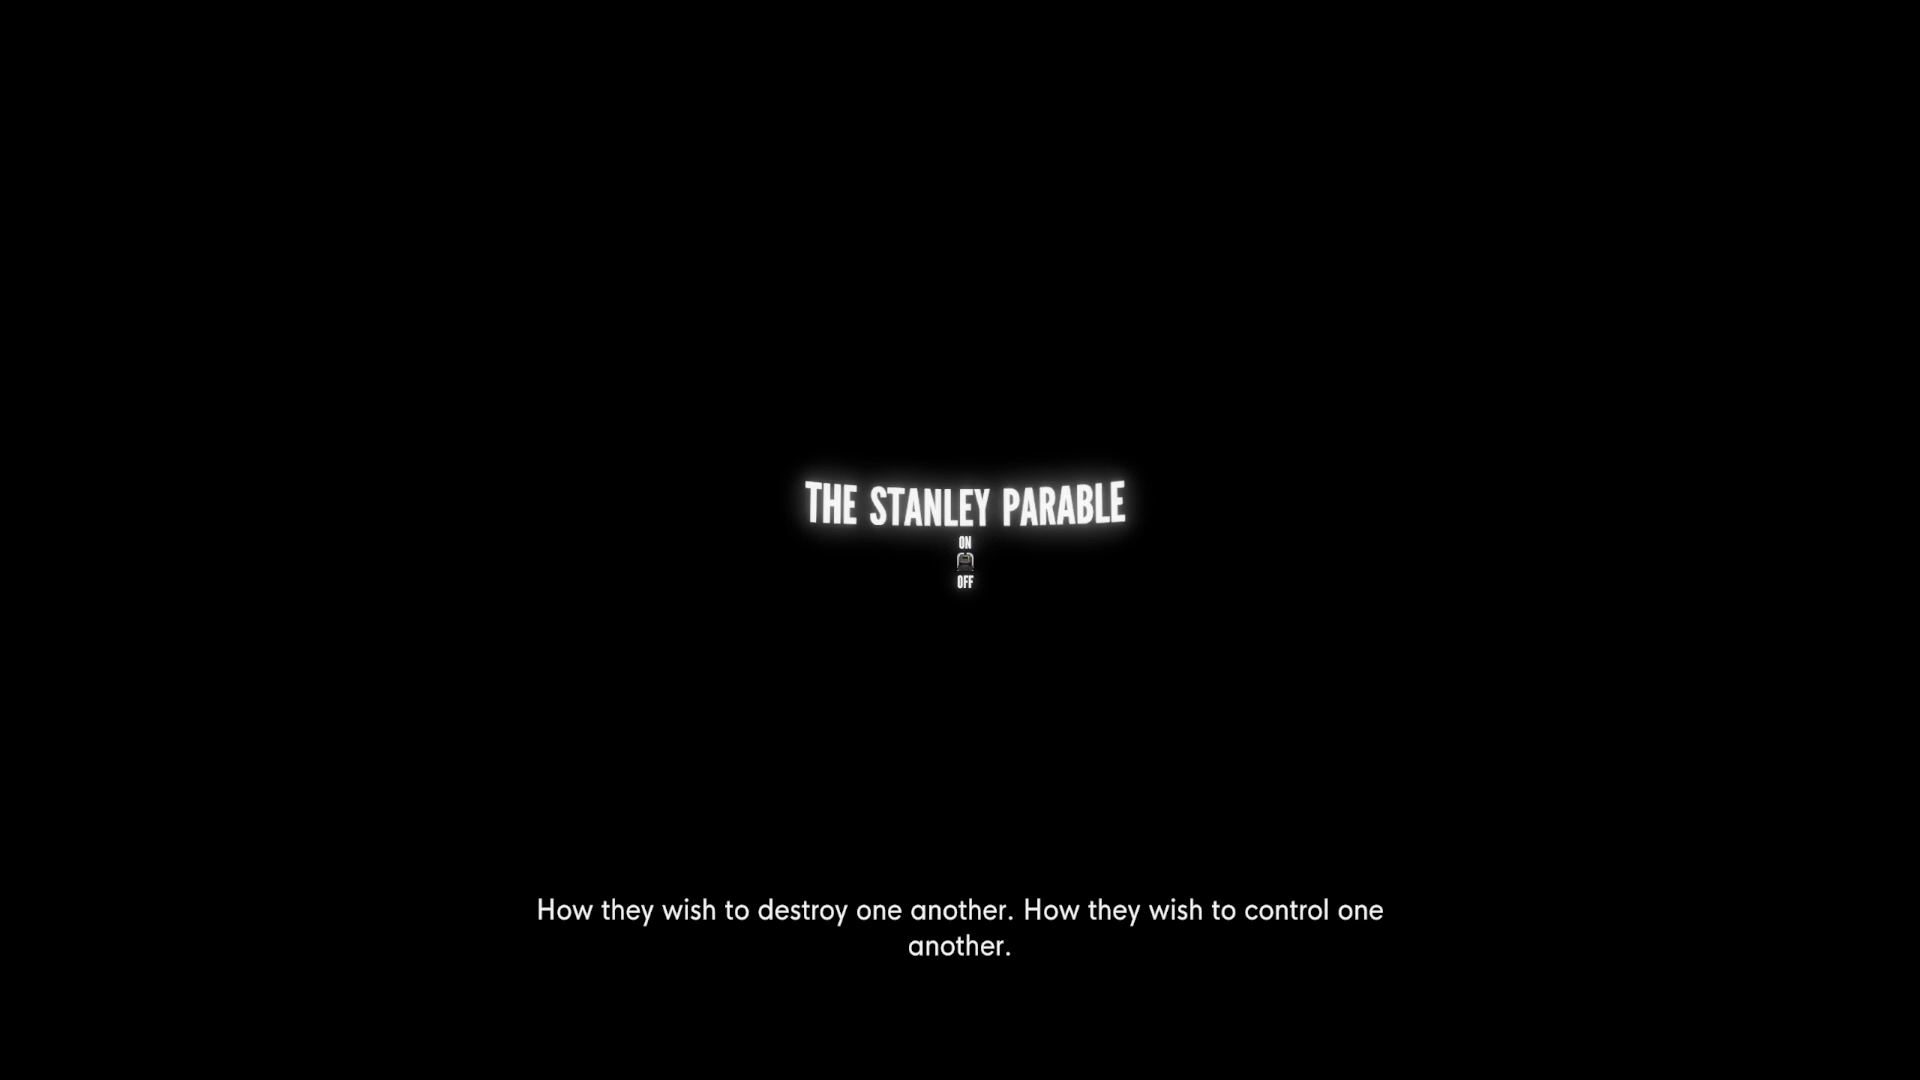 THE STANLEY PARABLE
ON
OFF
How they wish to destroy one another. How they wish to control one
another.